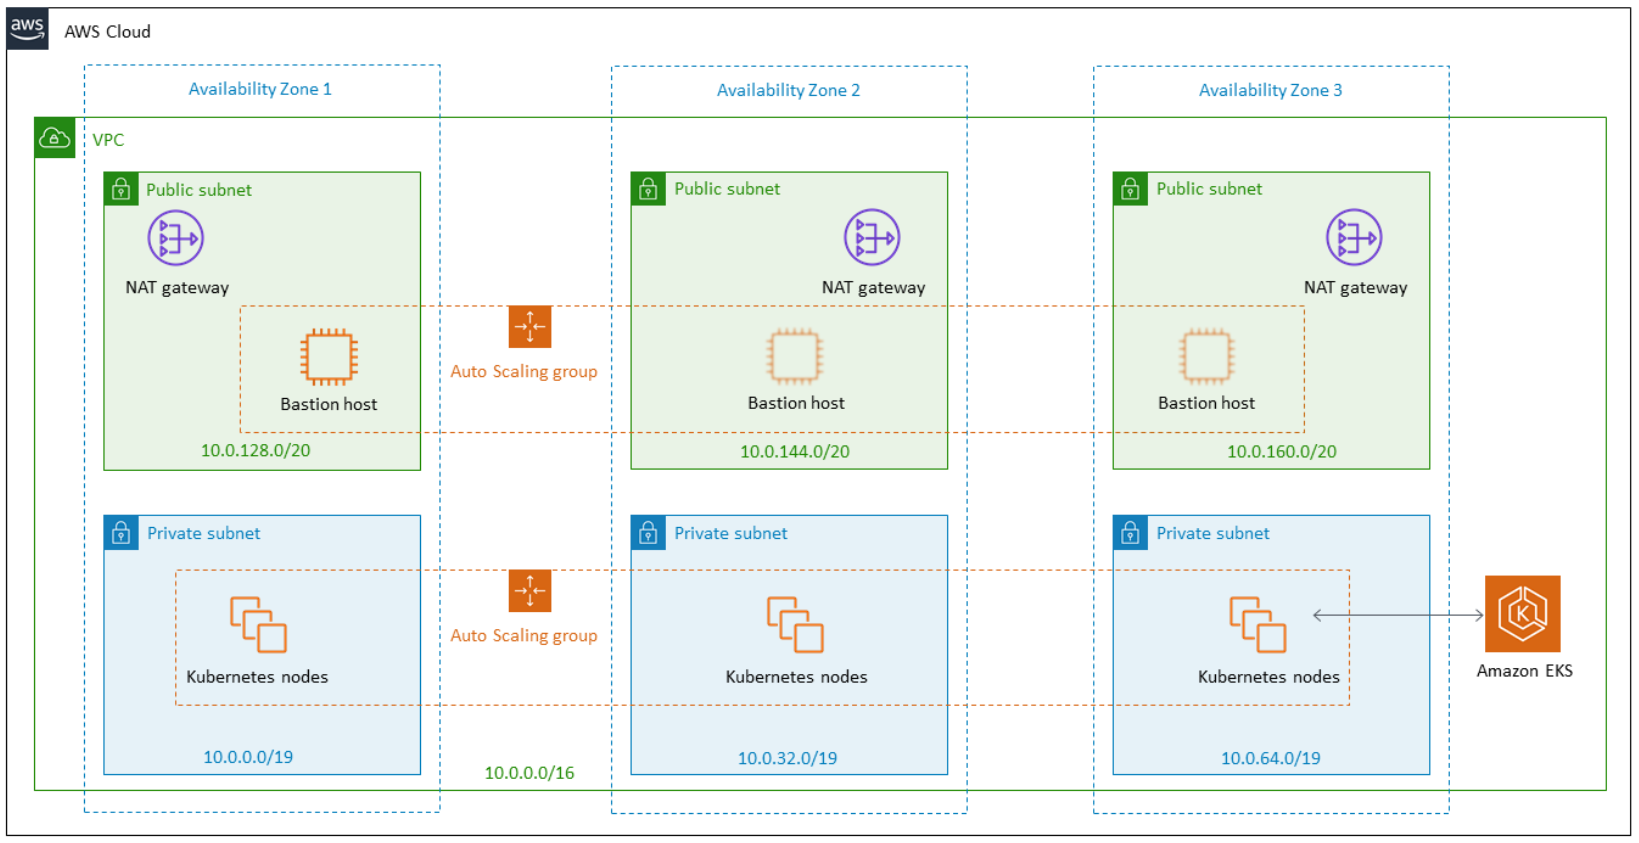 aws
AWS Cloud
Availability Zone 1
Availability Zone 2
Availability Zone 3
VPC
Public subnet
Public subnet
Public subnet
NAT gateway
NAT gateway
NAT gateway
Auto Scaling group
Bastion host
Bastion host
Bastion host
10.0.128.0/20
10.0.144.0/20
10.0.160.0/20
Private subnet
Private subnet
Private subnet
Auto Scaling group
K
Kubernetes nodes
Kubernetes nodes
Kubernetes nodes
Amazon EKS
10.0.0.0/19
10.0.32.0/19
10.0.64.0/19
10.0.0.0/16